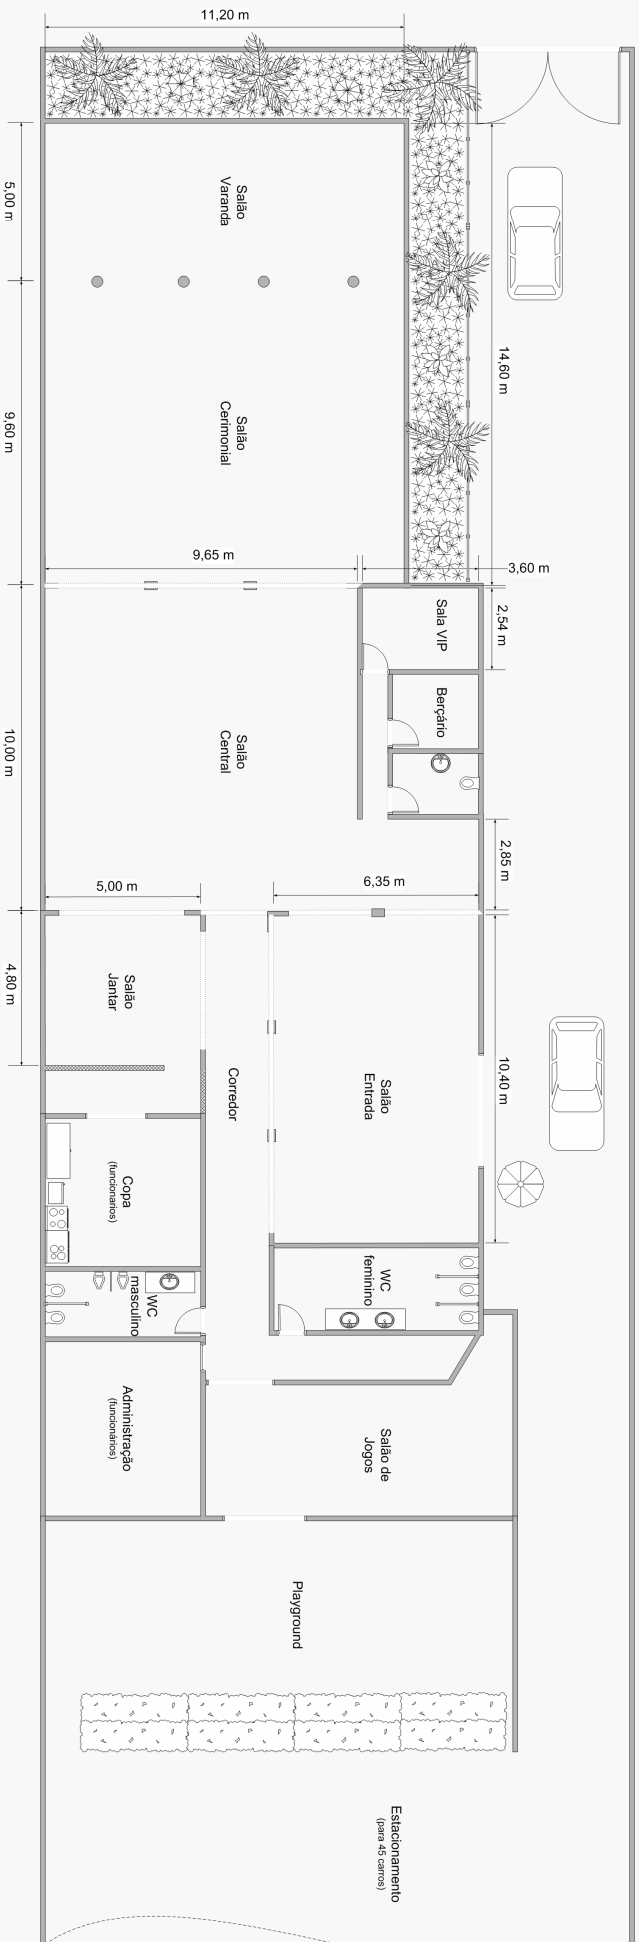 11,20 m
5,00 m
Salão
Varanda
14,60 m
9,60 m
Salão
Cerimonial
9,65 m
3,60 m
Sala VIP
2,54 m
Berçário
10,00 m
Salão
Central
2,85 m
5,00 m
6,35 m
4,80 m
Salão
Jantar
Corredor
Salão
Entrada
10,40 m
Copa
(funcionarios)
WC
feminino
WC
masculino
Administração
(funcionários)
Salão de
Jogos
Playground
Estacionamento
(para 45 carros)